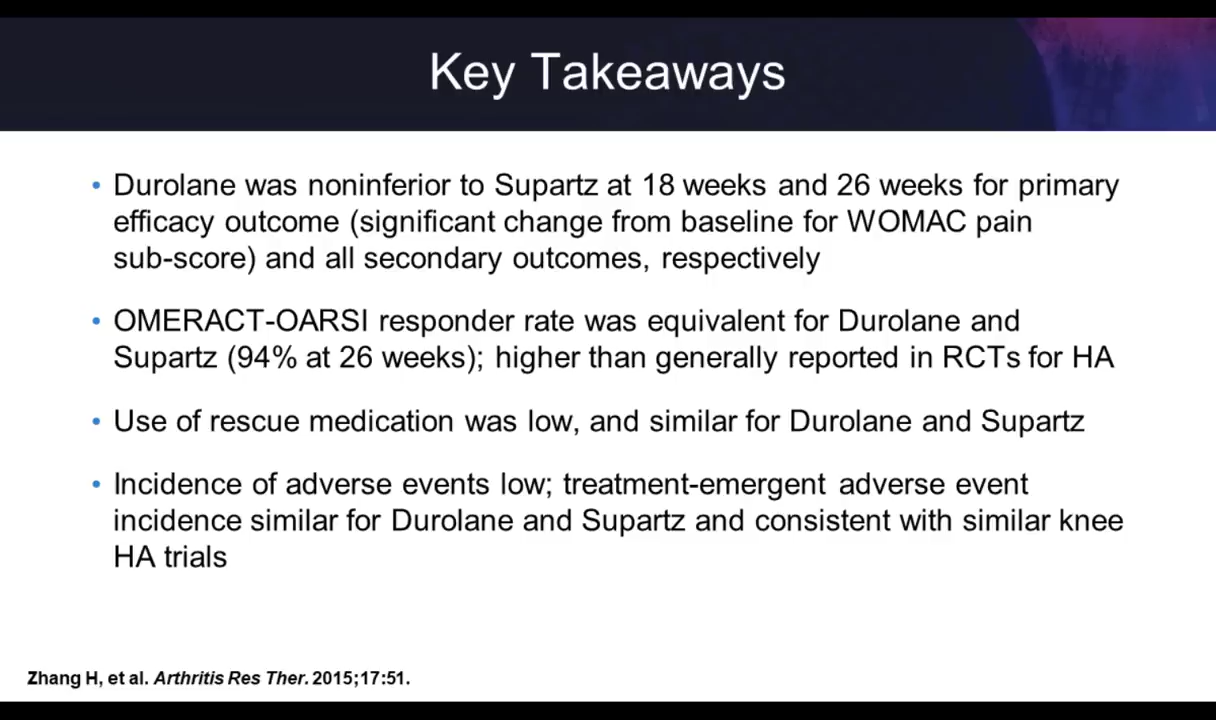 Key Takeaways
• Durolane was noninferior to Supartz at 18 weeks and 26 weeks for primary
efficacy outcome (significant change from baseline for WOMAC pain
sub-score) and all secondary outcomes, respectively
• OMERACT-OARSI responder rate was equivalent for Durolane and
Supartz (94% at 26 weeks); higher than generally reported in RCTs for HA
• Use of rescue medication was low, and similar for Durolane and Supartz
• Incidence of adverse events low; treatment-emergent adverse event
incidence similar for Durolane and Supartz and consistent with similar knee
HA trials
Zhang H, et al. Arthritis Res Ther. 2015;17:51.